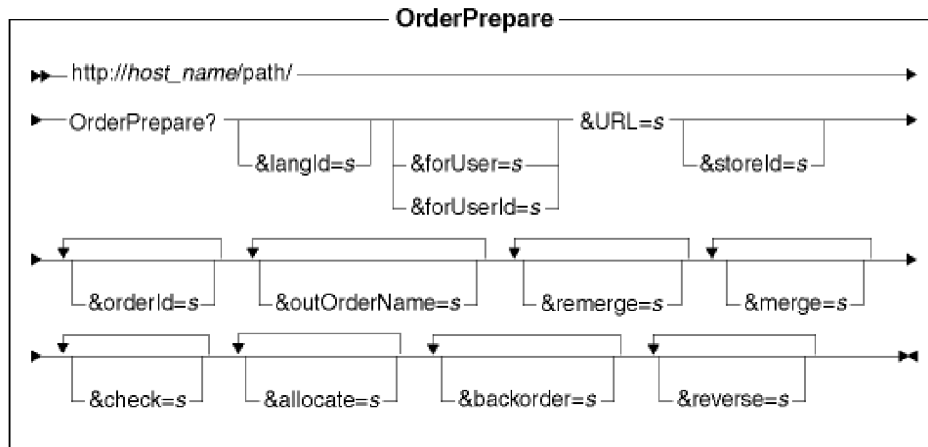 OrderPrepare
http://host_name/path/
OrderPrepare? &URL=s
&langId=s &forUser=s &storeId=s
&forUserId=s
&orderId=s &outOrderName=s &remerge=s &merge=s
&check=s &allocate=s &backorder=s &reverse=s